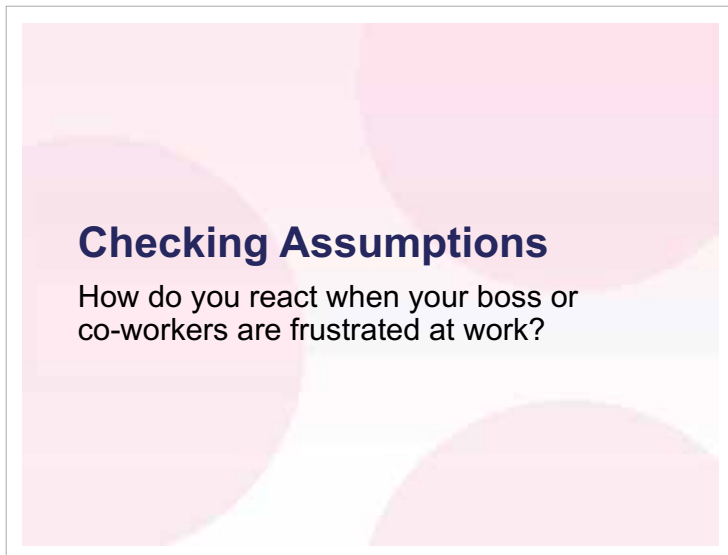 Checking Assumptions
How do you react when your boss or
co-workers are frustrated at work?